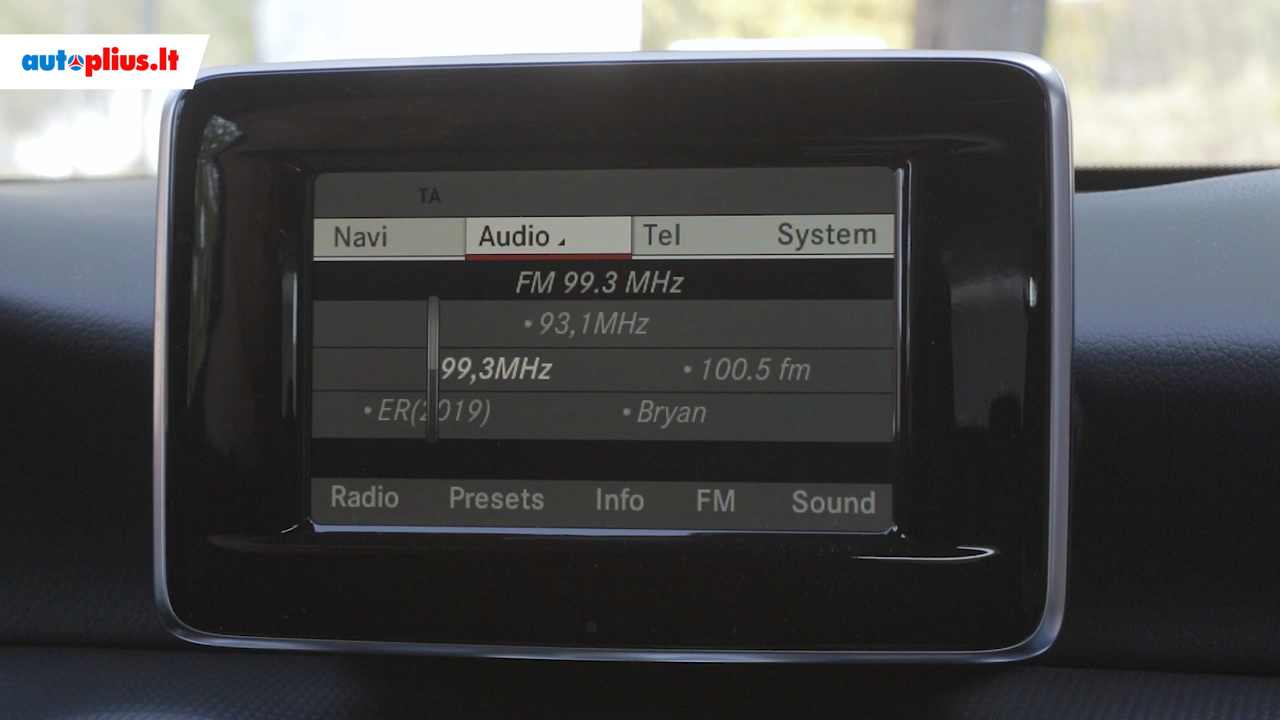 autoplius.lt
TA
Navi Audio Tel System
FM 99.3 MHz
•93,1MHz
99,3MHz •100.5 fm
•ER(2019) •Bryan
Radio Presets Info FM Sound